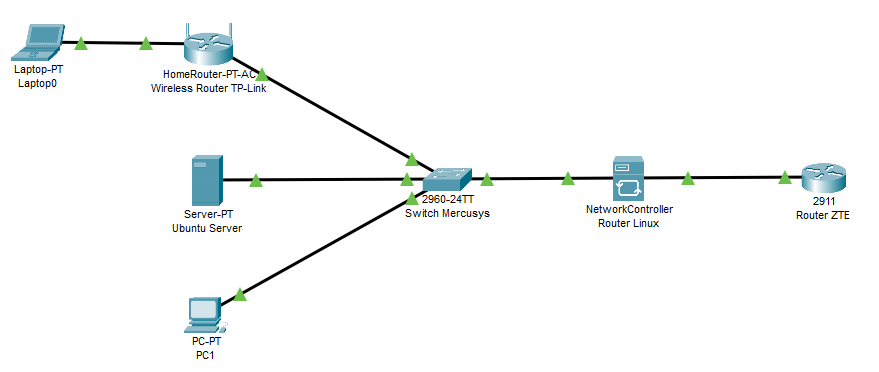 Laptop-PT
Laptop0
HomeRouter-PT-AC
Wireless Router TP-Link
Server-PT
Ubuntu Server
2960-24TT
Switch Mercusys
NetworkController
Router Linux
2911
Router ZTE
PC-PT
PC1